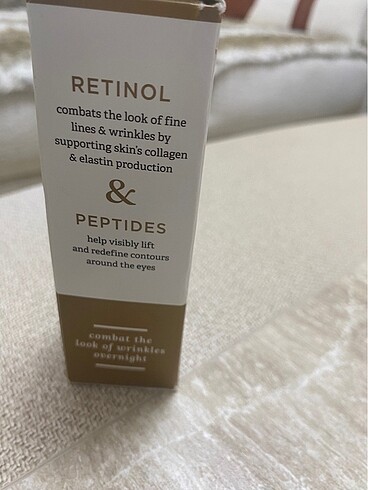 RETINOL
combats the look of fine
lines & wrinkles by
supporting skin's collagen
& elastin production
&
PEPTIDES
help visibly lift
and redefine contours
around the eyes
combat the
look of wrinkles
overnight